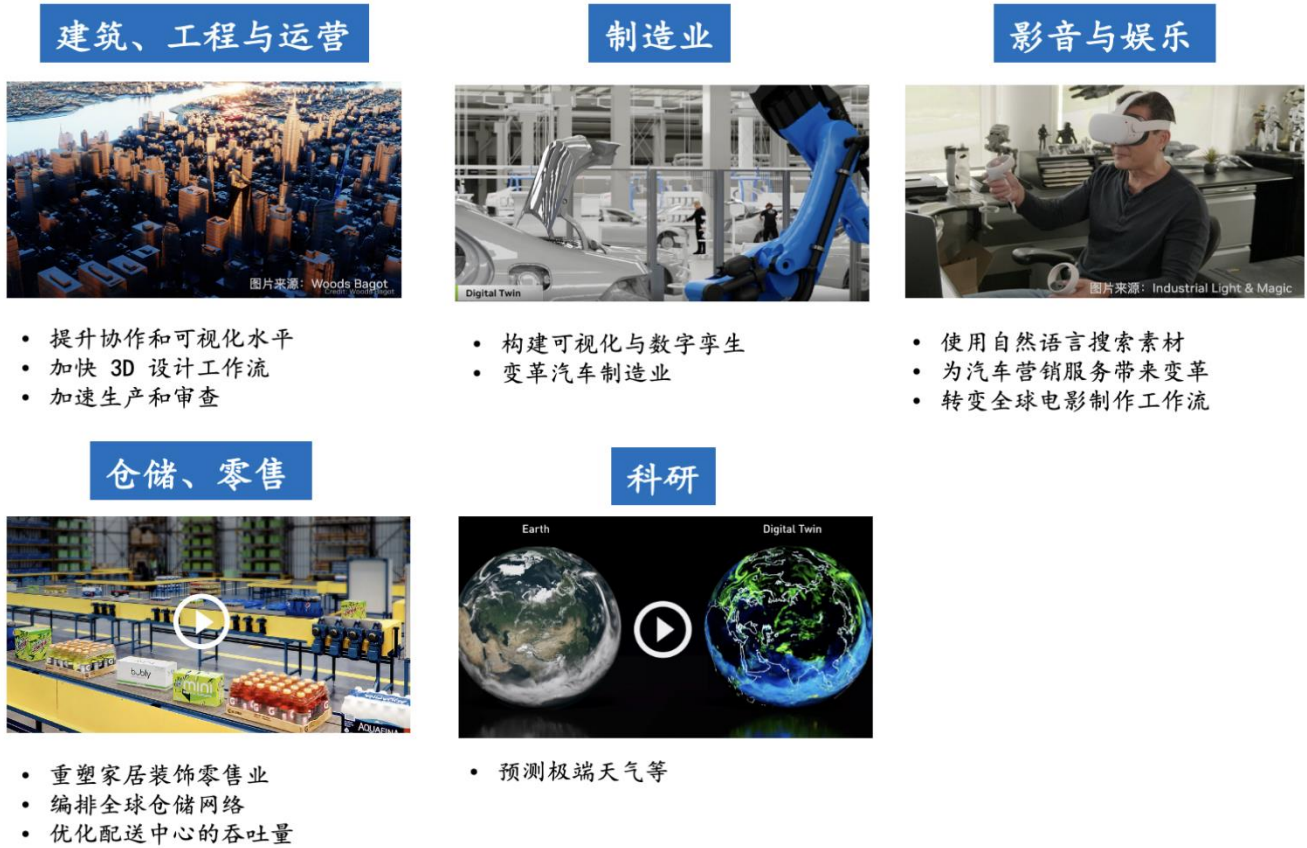 建筑、工程与运营
图片来源：Woods Bagot
Credit: Woods Bagot
• 提升协作和可视化水平
• 加快 3D 设计工作流
• 加速生产和审查
制造业
Digital Twin
• 构建可视化与数字孪生
• 变革汽车制造业
影音与娱乐
图片来源：Industrial Light & Magic
• 使用自然语言搜索素材
• 为汽车营销服务带来变革
• 转变全球电影制作工作流
仓储、零售
bubly
mini
AQUAFINA
• 重塑家居装饰零售业
• 编排全球仓储网络
• 优化配送中心的吞吐量
科研
Earth
Digital Twin
• 预测极端天气等